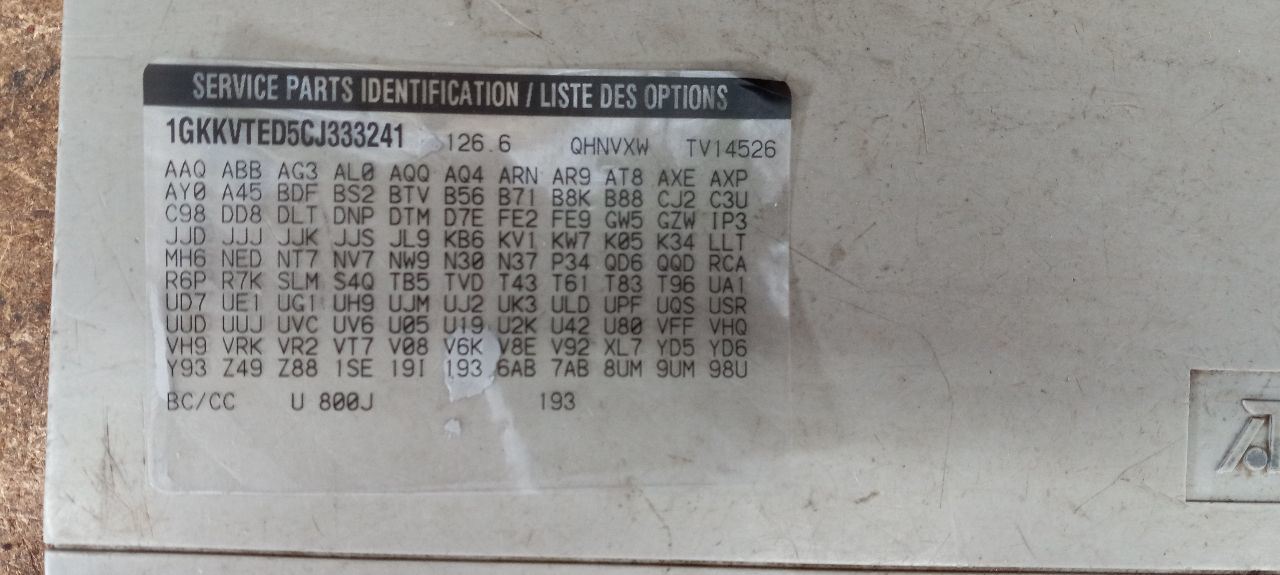 SERVICE PARTS IDENTIFICATION / LISTE DES OPTIONS
1GKKVTED5CJ333241 126.6 QHNVXW TV14526
AAQ ABB AG3 AL0 AQQ AQ4 ARN AR9 AT8 AXE AXP
AY0 A45 BDF BS2 BTV B56 B71 B8K B88 CJ2 C3U
C98 DD8 DLT DNP DTM D7E FE2 FE9 GW5 GZW IP3
JJD JJJ JJK JJS JL9 KB6 KV1 KW7 K05 K34 LLT
MH6 NED NT7 NV7 NW9 N30 N37 P34 QD6 QQD RCA
R6P R7K SLM S4Q TB5 TVD T43 T61 T83 T96 UA1
UD7 UE1 UG1 UH9 UJM UJ2 UK3 ULD UPF UQS USR
UUD UUJ UVC UV6 U05 U19 U2K U42 U80 VFF VHQ
VH9 VRK VR2 VT7 V08 V6K V8E V92 XL7 YD5 YD6
Y93 Z49 Z88 1SE 19I 193 6AB 7AB 8UM 9UM 98U
BC/CC U 800J 193